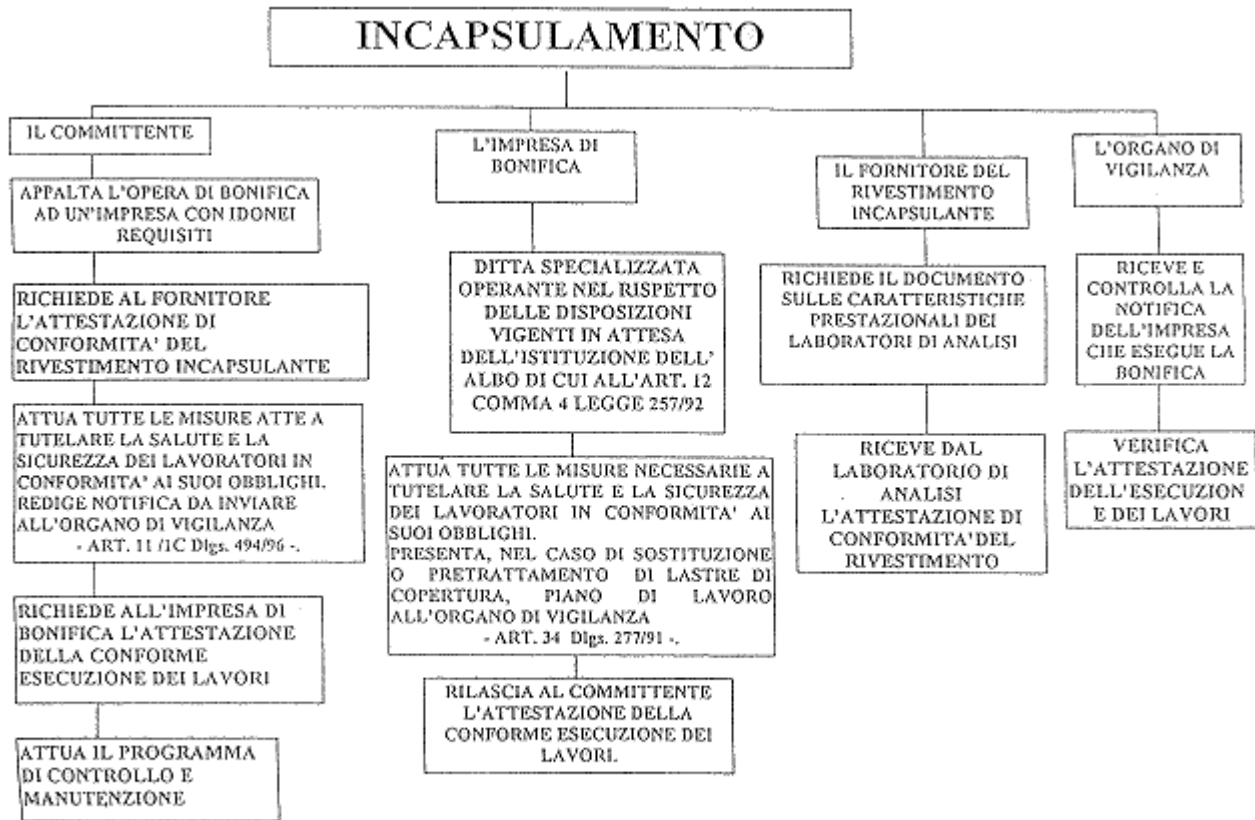 INCAPSULAMENTO
IL COMMITTENTE
APPALTA L'OPERA DI BONIFICA
AD UN'IMPRESA CON IDONEI
REQUISITI
RICHIEDE AL FORNITORE
L'ATTESTAZIONE DI
CONFORMITA' DEL
RIVESTIMENTO INCAPSULANTE
ATTUA TUTTE LE MISURE ATTE A
TUTELARE LA SALUTE E LA
SICUREZZA DEI LAVORATORI IN
CONFORMITA' AI SUOI OBBLIGHI.
REDIGE NOTIFICA DA INVIARE
ALL'ORGANO DI VIGILANZA
- ART. 11 /1C Dlgs. 494/96 -.
RICHIEDE ALL'IMPRESA DI
BONIFICA L'ATTESTAZIONE
DELLA CONFORME
ESECUZIONE DEI LAVORI
ATTUA IL PROGRAMMA
DI CONTROLLO E
MANUTENZIONE
L'IMPRESA DI
BONIFICA
DITTA SPECIALIZZATA
OPERANTE NEL RISPETTO
DELLE DISPOSIZIONI
VIGENTI IN ATTESA
DELL'ISTITUZIONE DELL'
ALBO DI CUI ALL'ART. 12
COMMA 4 LEGGE 257/92
ATTUA TUTTE LE MISURE NECESSARIE A
TUTELARE LA SALUTE E LA SICUREZZA
DEI LAVORATORI IN CONFORMITA' AI
SUOI OBBLIGHI.
PRESENTA, NEL CASO DI SOSTITUZIONE
O PRETRATTAMENTO DI LASTRE DI
COPERTURA, PIANO DI LAVORO
ALL'ORGANO DI VIGILANZA
- ART. 34 Dlgs. 277/91 -.
RILASCIA AL COMMITTENTE
L'ATTESTAZIONE DELLA
CONFORME ESECUZIONE DEI
LAVORI.
IL FORNITORE DEL
RIVESTIMENTO
INCAPSULANTE
RICHIEDE IL DOCUMENTO
SULLE CARATTERISTICHE
PRESTAZIONALI DEI
LABORATORI DI ANALISI
RICEVE DAL
LABORATORIO DI
ANALISI
L'ATTESTAZIONE DI
CONFORMITA'DEL
RIVESTIMENTO
L'ORGANO DI
VIGILANZA
RICEVE E
CONTROLLA LA
NOTIFICA
DELL'IMPRESA
CHE ESEGUE LA
BONIFICA
VERIFICA
L'ATTESTAZIONE
DELL'ESECUZION
E DEI LAVORI